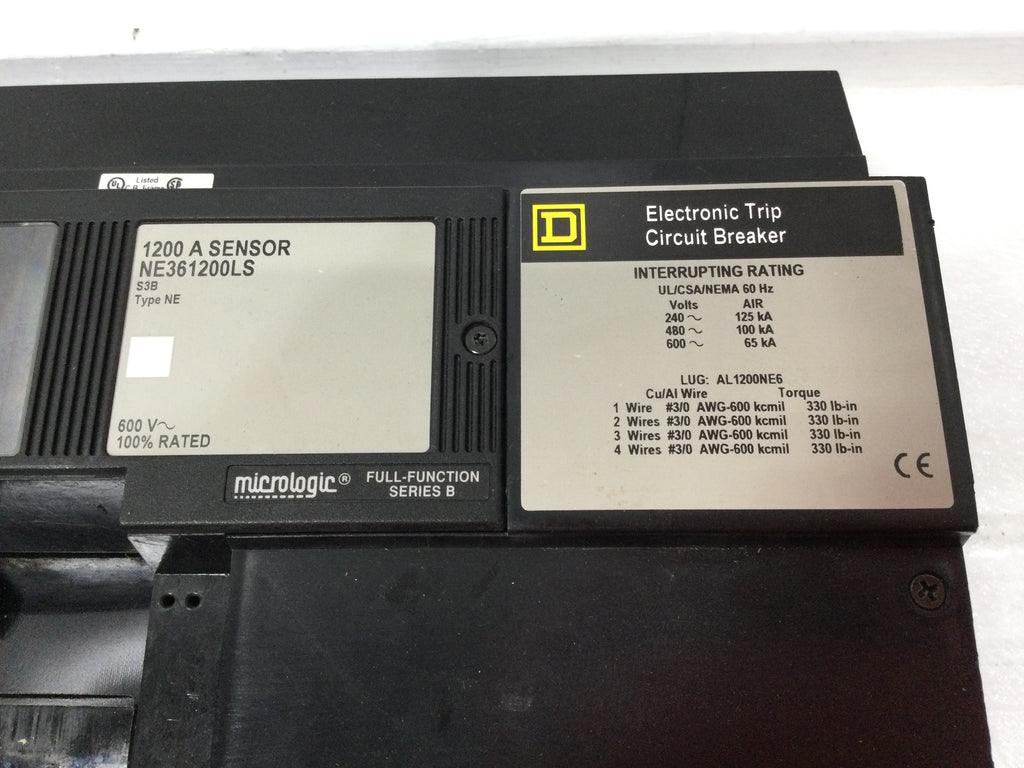 UL Listed
C.B. Frame
1200 A SENSOR
NE361200LS
S3B
Type NE
600 V~
100% RATED
micrologic® FULL-FUNCTION
SERIES B
D
Electronic Trip
Circuit Breaker
INTERRUPTING RATING
UL/CSA/NEMA 60 Hz
Volts AIR
240 ~ 125 kA
480 ~ 100 kA
600 ~ 65 kA
LUG: AL1200NE6
Cu/Al Wire Torque
1 Wire #3/0 AWG-600 kcmil 330 lb-in
2 Wires #3/0 AWG-600 kcmil 330 lb-in
3 Wires #3/0 AWG-600 kcmil 330 lb-in
4 Wires #3/0 AWG-600 kcmil 330 lb-in
CE